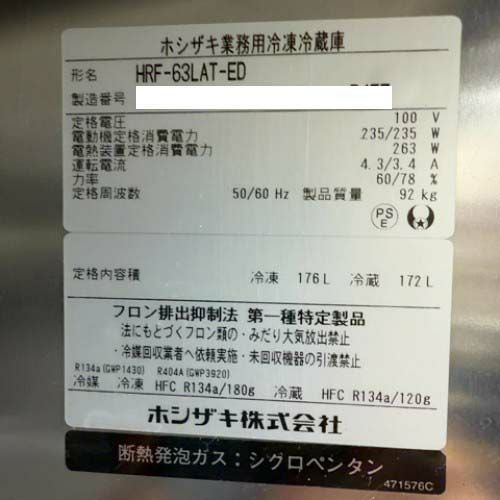 ホシザキ業務用冷凍冷蔵庫
形名 HRF-63LAT-ED
製造番号
定格電圧 100 V
電動機定格消費電力 235/235 W
電熱装置定格消費電力 263 W
運転電流 4.3/3.4 A
力率 60/78 %
定格周波数 50/60 Hz 製品質量 92 kg
PS
E
定格内容積 冷凍 176 L 冷蔵 172 L
フロン排出抑制法 第一種特定製品
法にもとづくフロン類の・みだり大気放出禁止
・冷媒回収業者へ依頼実施・未回収機器の引渡禁止
R134a(GWP1430) R404A(GWP3920)
冷媒 冷凍 HFC R134a/180g 冷蔵 HFC R134a/120g
ホシザキ株式会社
断熱発泡ガス：シクロペンタン
471576C